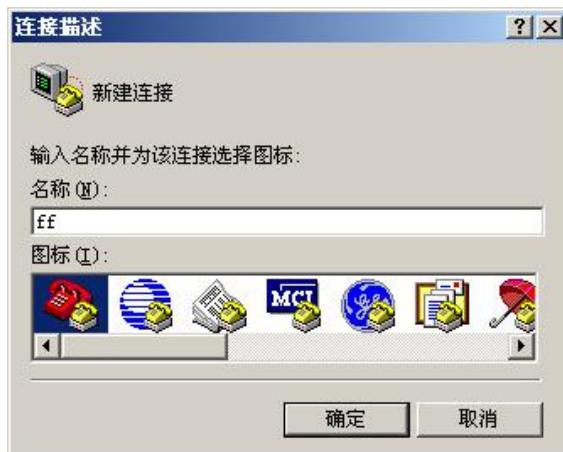 连接描述
新建连接
输入名称并为该连接选择图标:
名称(N):
ff
图标(I):
MCI
确定 取消